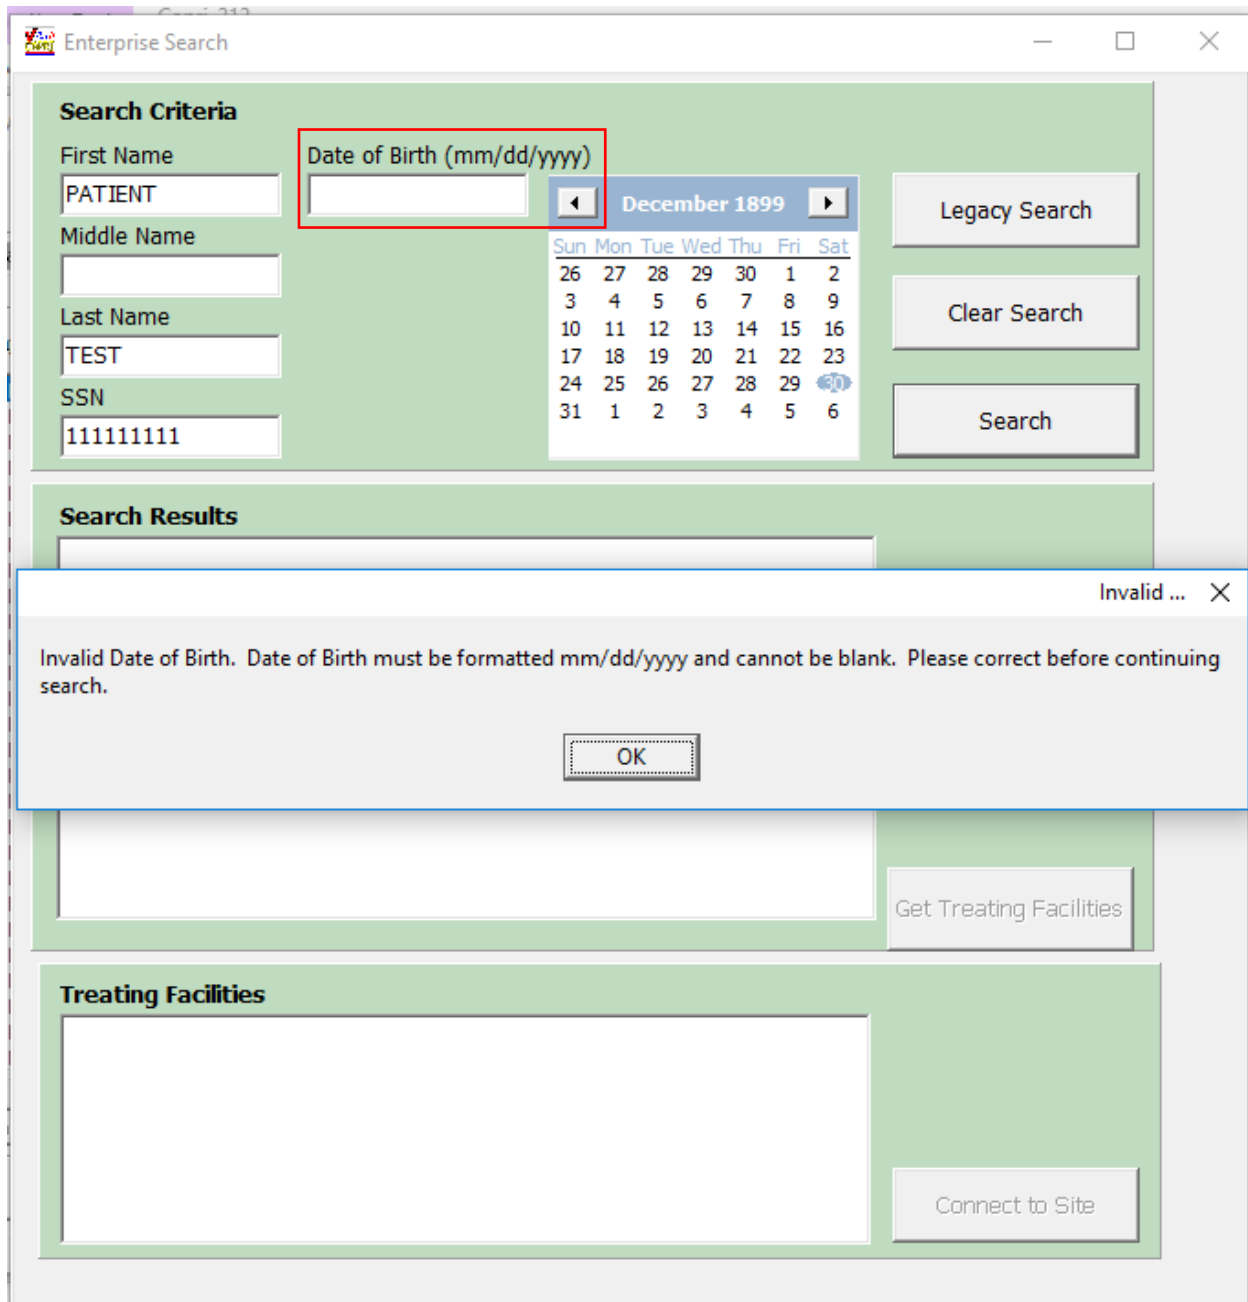 Enterprise Search
Search Criteria
First Name
PATIENT
Middle Name
Last Name
TEST
SSN
111111111
Date of Birth (mm/dd/yyyy)
December 1899
Sun Mon Tue Wed Thu Fri Sat
26 27 28 29 30 1 2
3 4 5 6 7 8 9
10 11 12 13 14 15 16
17 18 19 20 21 22 23
24 25 26 27 28 29 30
31 1 2 3 4 5 6
Legacy Search
Clear Search
Search
Search Results
Invalid ...
Invalid Date of Birth.  Date of Birth must be formatted mm/dd/yyyy and cannot be blank.  Please correct before continuing
search.
OK
Get Treating Facilities
Treating Facilities
Connect to Site